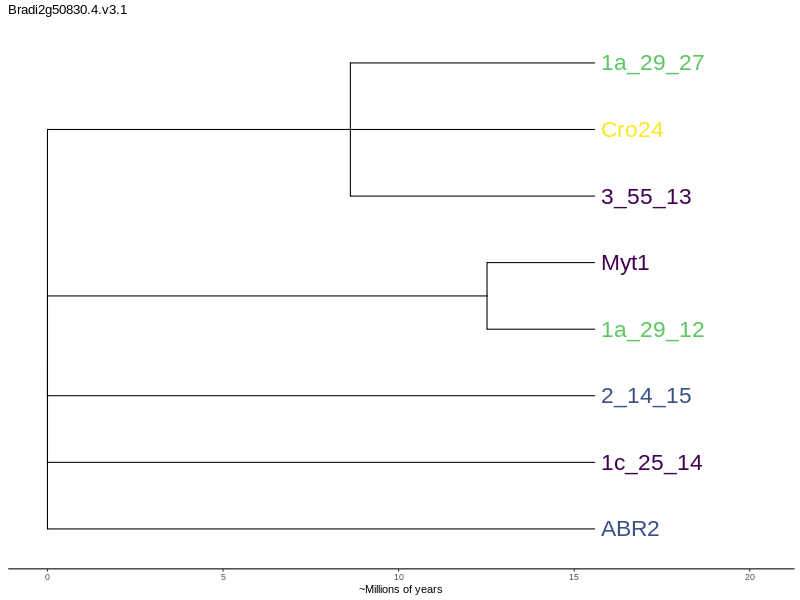 Bradi2g50830.4.v3.1
1a_29_27
Cro24
3_55_13
Myt1
1a_29_12
2_14_15
1c_25_14
ABR2
0 5 10 15 20
~Millions of years